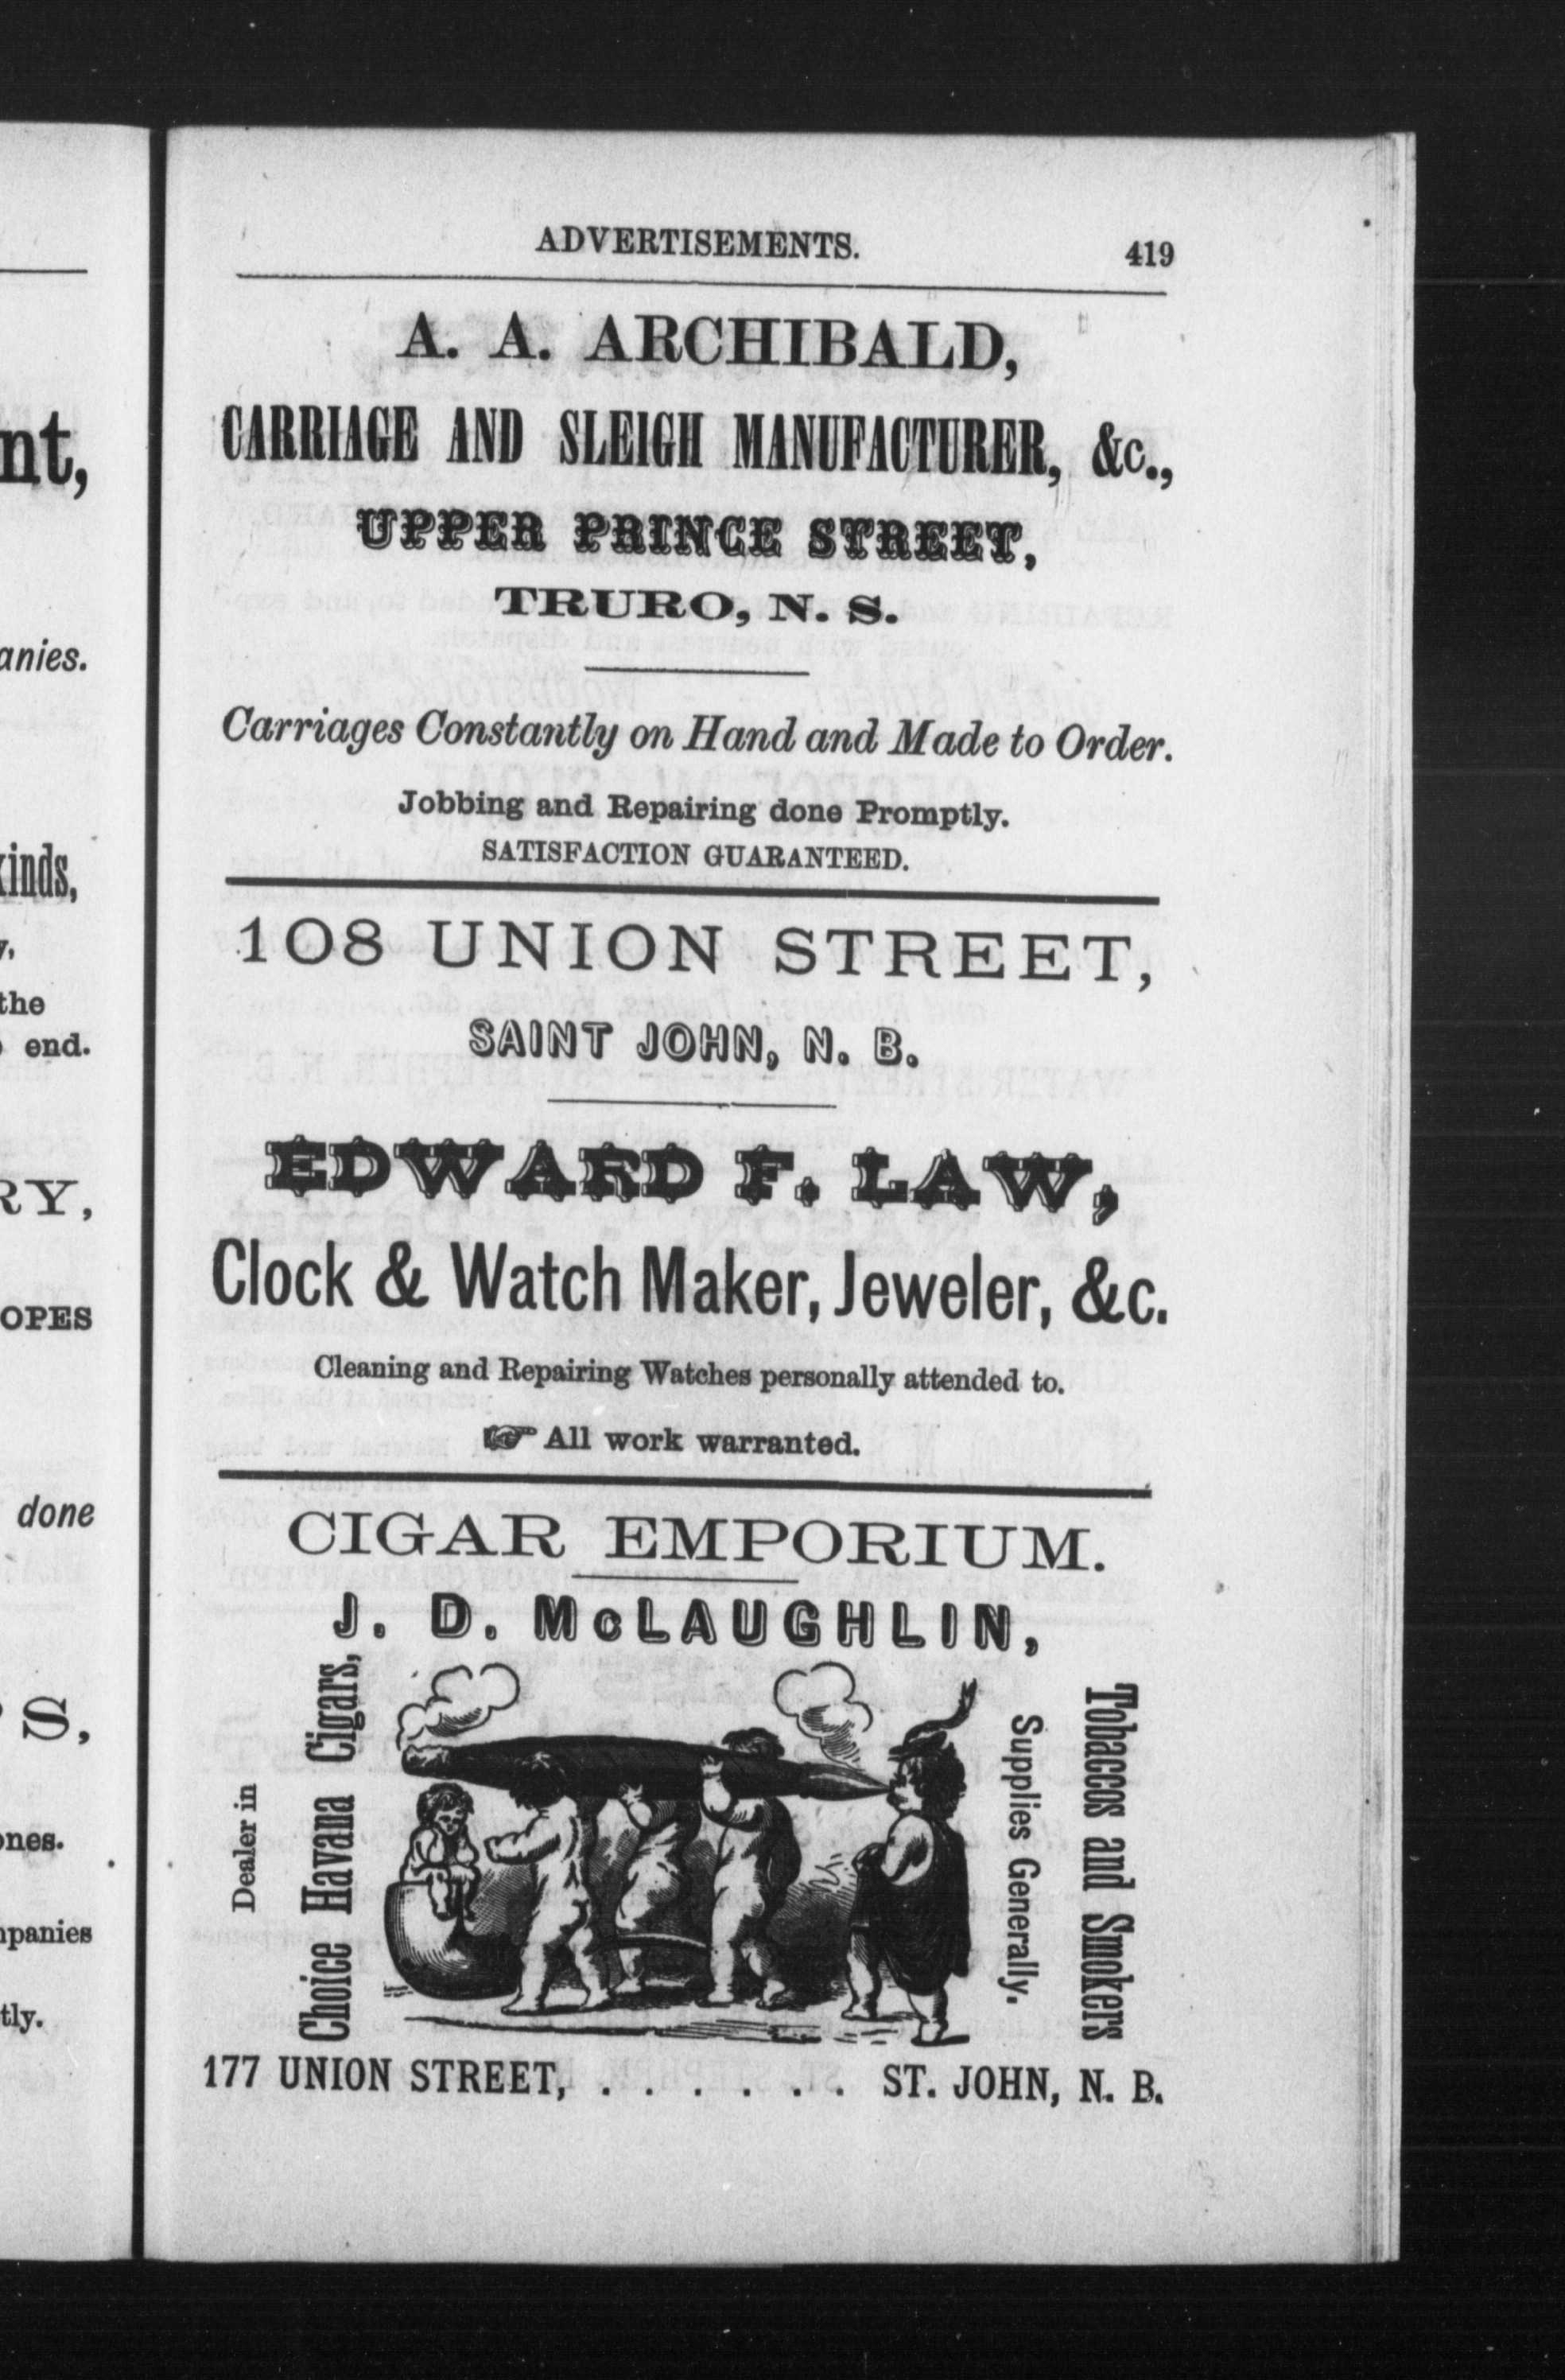 ADVERTISEMENTS. 419
A. A. ARCHIBALD,
CARRIAGE AND SLEIGH MANUFACTURER, &c.,
UPPER PRINCE STREET,
TRURO, N. S.
Carriages Constantly on Hand and Made to Order.
Jobbing and Repairing done Promptly.
SATISFACTION GUARANTEED.
108 UNION STREET,
SAINT JOHN, N. B.
EDWARD F. LAW,
Clock & Watch Maker, Jeweler, &c.
Cleaning and Repairing Watches personally attended to.
☞ All work warranted.
CIGAR EMPORIUM.
J. D. McLAUGHLIN,
Dealer in
Choice Havana Cigars,
Tobaccos and Smokers
Supplies Generally.
177 UNION STREET, . . . . . . ST. JOHN, N. B.
nt,
anies.
kinds,
y.
the
end.
RY,
OPES
done
S,
ones.
mpanies
tly.